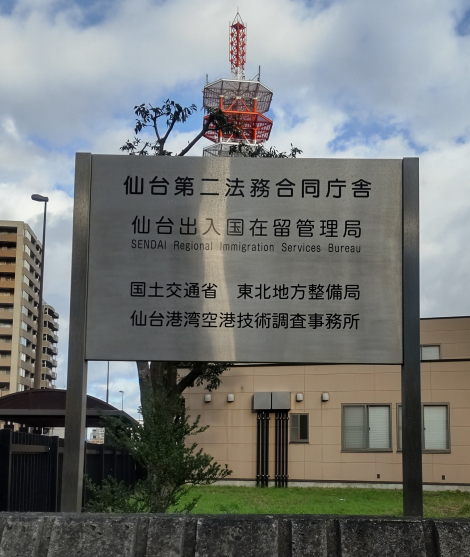 仙台第二法務合同庁舎
仙台出入国在留管理局
SENDAI Regional Immigration Services Bureau
国土交通省　東北地方整備局
仙台港湾空港技術調査事務所